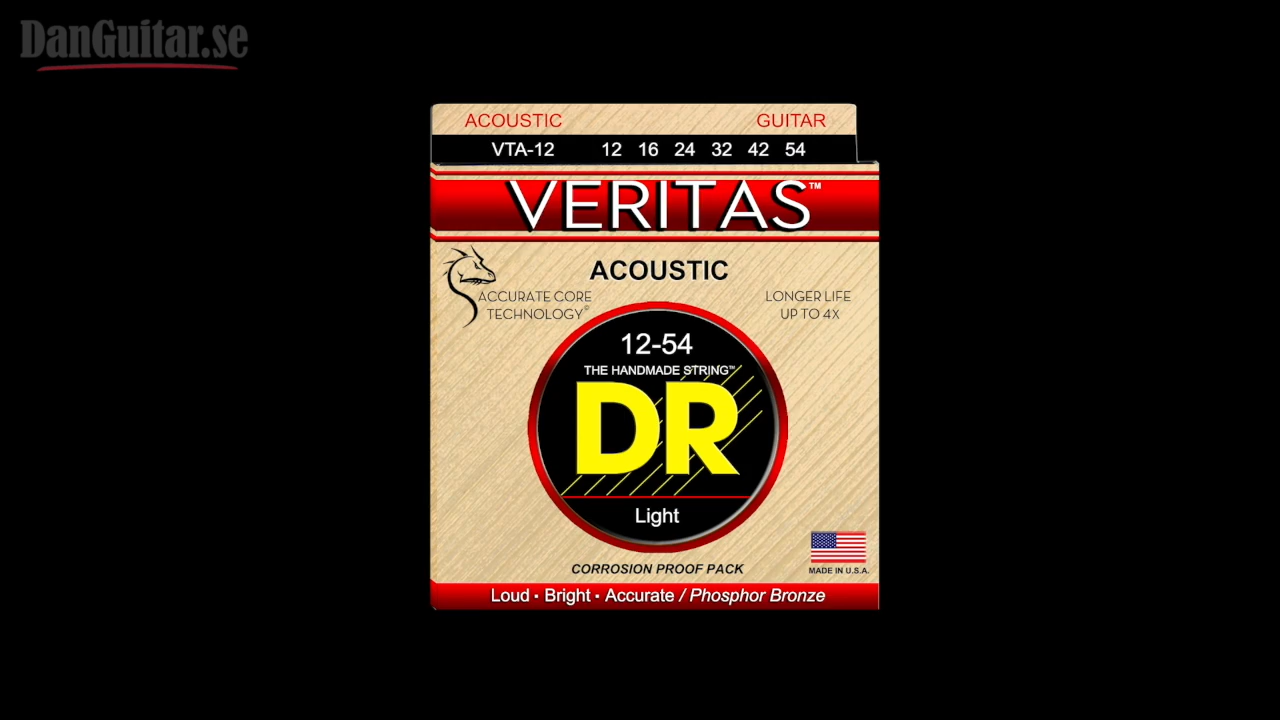 DanGuitar.se
ACOUSTIC GUITAR
VTA-12 12 16 24 32 42 54
VERITAS™
ACOUSTIC
ACCURATE CORE
TECHNOLOGY©
LONGER LIFE
UP TO 4X
12-54
THE HANDMADE STRING™
DR
Light
MADE IN U.S.A.
CORROSION PROOF PACK
Loud · Bright · Accurate / Phosphor Bronze